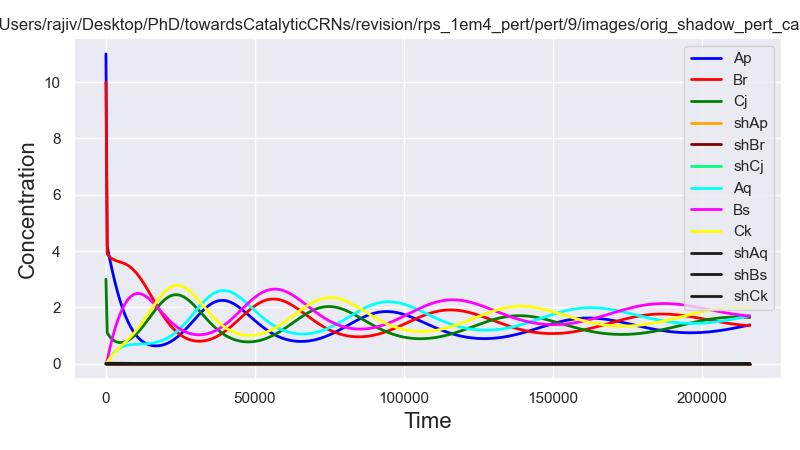 Users/rajiv/Desktop/PhD/towardsCatalyticCRNs/revision/rps_1em4_pert/pert/9/images/orig_shadow_pert_ca
Concentration
10
8
6
4
2
0
Ap
Br
Cj
shAp
shBr
shCj
Aq
Bs
Ck
shAq
shBs
shCk
0
50000
100000
150000
200000
Time